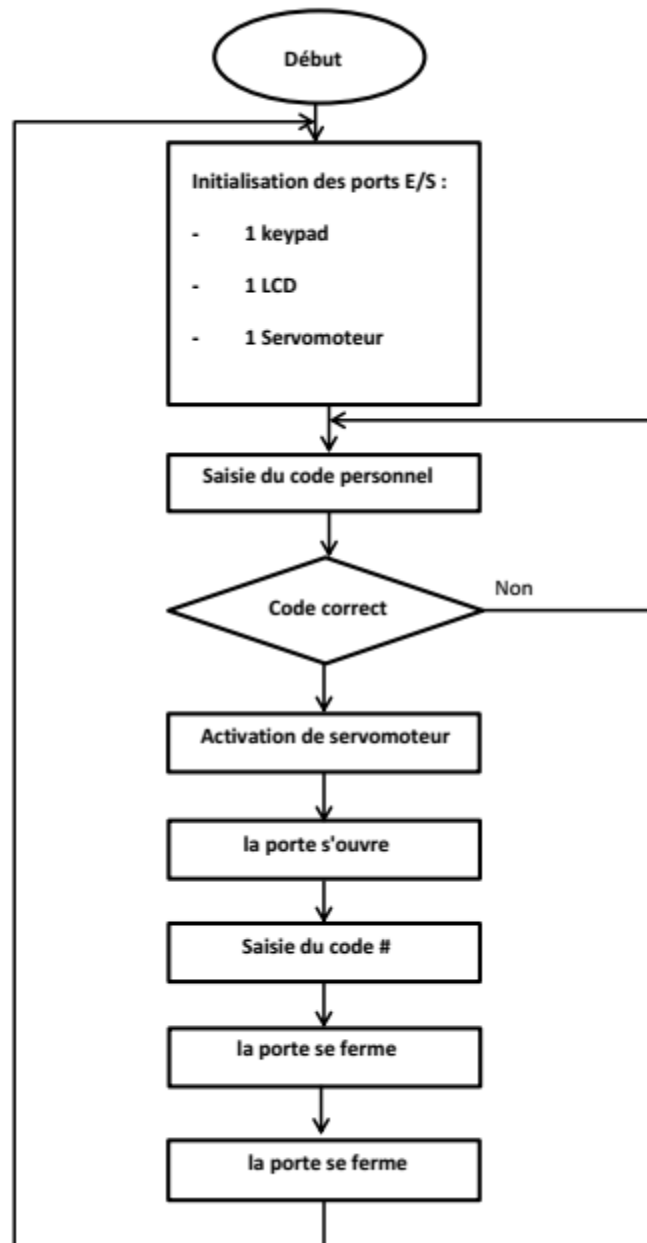 Début
Initialisation des ports E/S :
- 1 keypad
- 1 LCD
- 1 Servomoteur
Saisie du code personnel
Code correct
Non
Activation de servomoteur
la porte s'ouvre
Saisie du code #
la porte se ferme
la porte se ferme